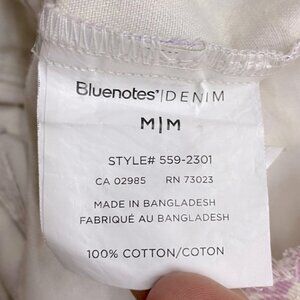 Bluenotes' | DENIM
M|M
STYLE# 559-2301
CA 02985 RN 73023
MADE IN BANGLADESH
FABRIQUÉ AU BANGLADESH
100% COTTON/COTON